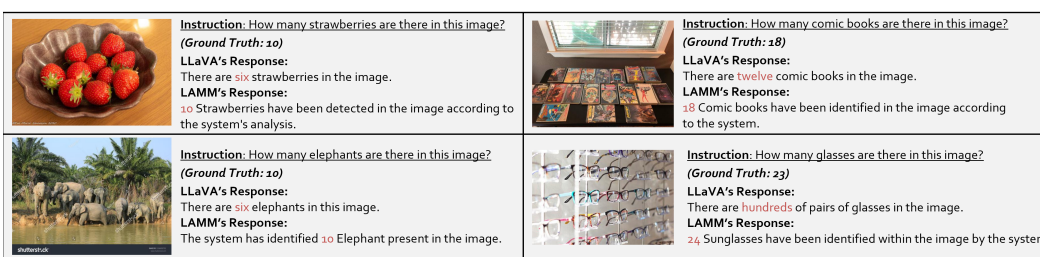 Instruction: How many strawberries are there in this image?
(Ground Truth: 10)
LLaVA's Response:
There are six strawberries in the image.
LAMM's Response:
10 Strawberries have been detected in the image according to
the system's analysis.
Instruction: How many comic books are there in this image?
(Ground Truth: 18)
LLaVA's Response:
There are twelve comic books in the image.
LAMM's Response:
18 Comic books have been identified in the image according
to the system.
Instruction: How many elephants are there in this image?
(Ground Truth: 10)
LLaVA's Response:
There are six elephants in this image.
LAMM's Response:
The system has identified 10 Elephant present in the image.
shutterstock
Instruction: How many glasses are there in this image?
(Ground Truth: 23)
LLaVA's Response:
There are hundreds of pairs of glasses in the image.
LAMM's Response:
24 Sunglasses have been identified within the image by the syster